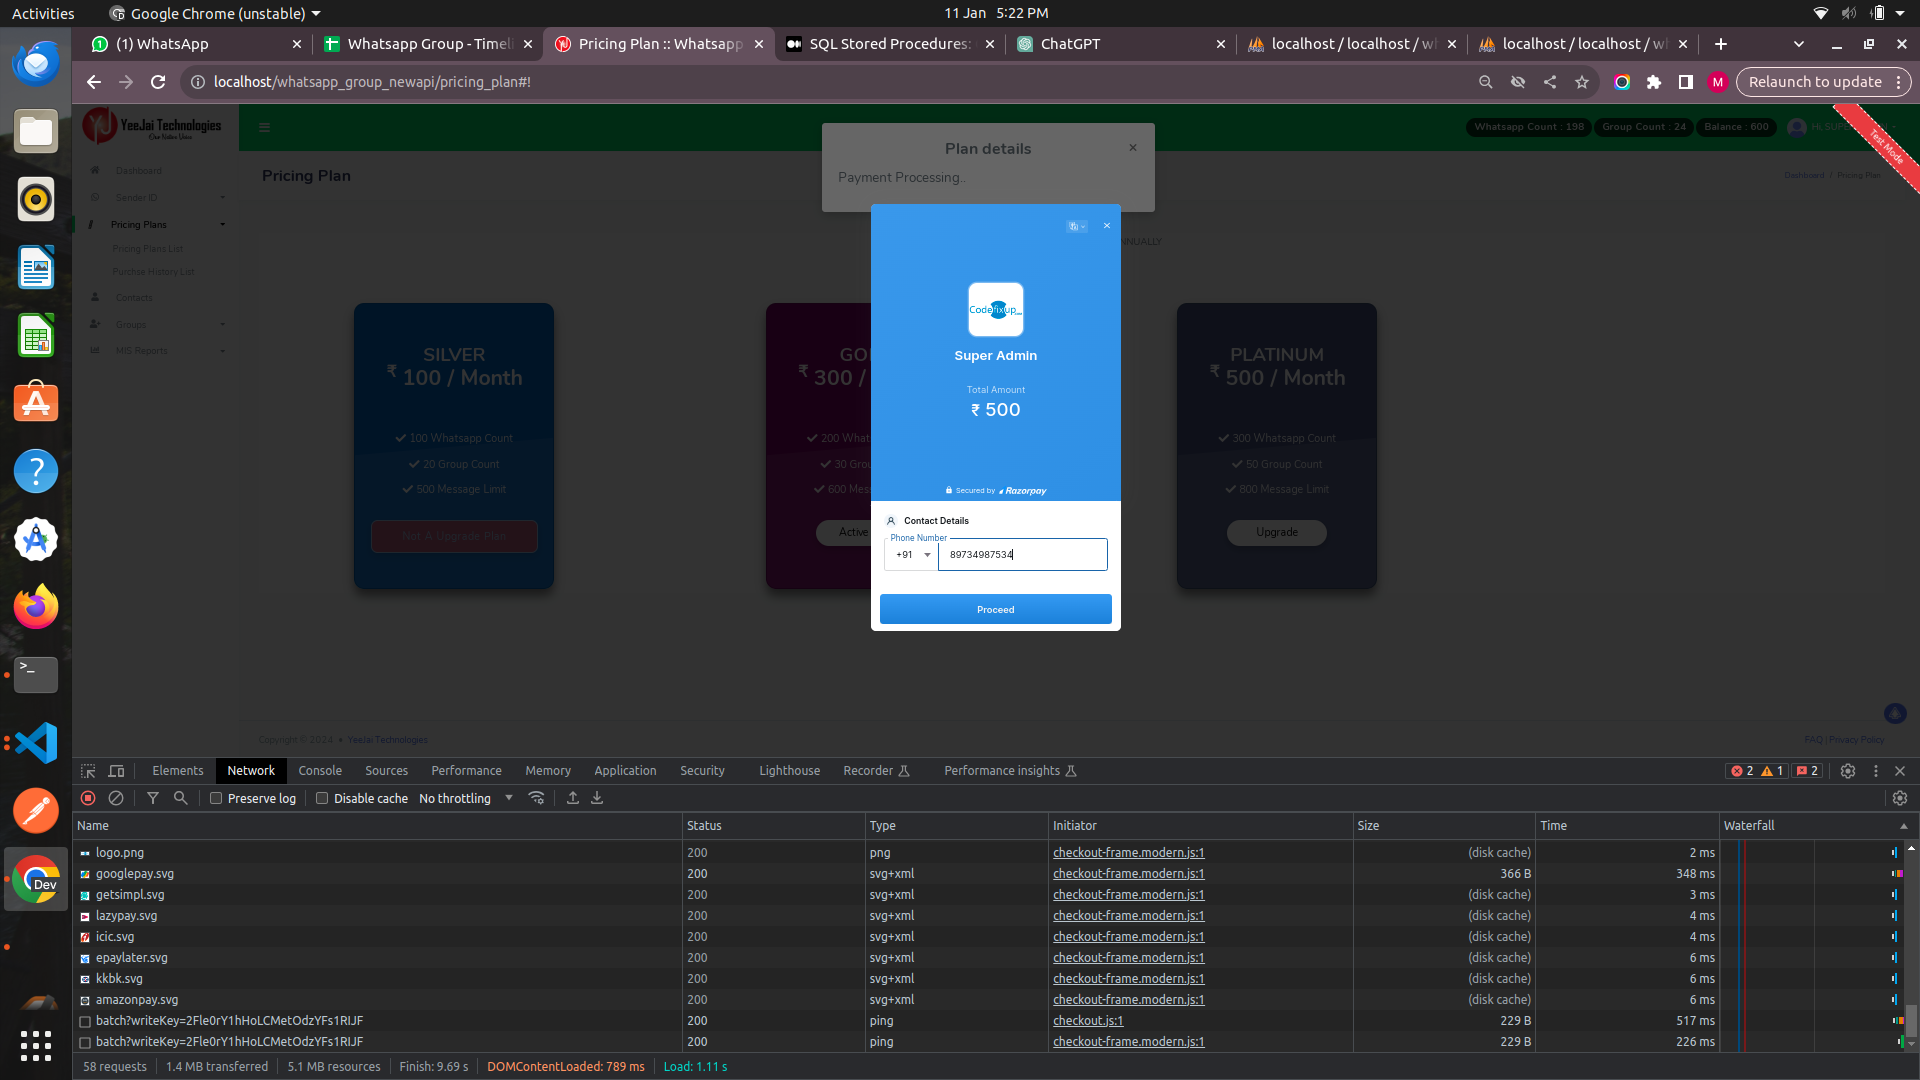 Activities
Google Chrome (unstable)
11 Jan 5:22 PM
(1) WhatsApp
Whatsapp Group - Timeli
Pricing Plan :: Whatsapp
SQL Stored Procedures:
ChatGPT
localhost / localhost / w
localhost / localhost / w
localhost/whatsapp_group_newapi/pricing_plan#!
M
Relaunch to update
YeeJai Technologies
Whatsapp Count : 198
Group Count : 24
Balance : 600
Test Mode
Plan details
Payment Processing..
Dashboard
Sender ID
Pricing Plans
Pricing Plans List
Purchse History List
Contacts
Groups
MIS Reports
Pricing Plan
Dashboard / Pricing Plan
NNUALLY
SILVER
₹ 100 / Month
100 Whatsapp Count
20 Group Count
500 Message Limit
Not A Upgrade Plan
GO
₹ 300 /
200 What
30 Grou
600 Mess
Active
PLATINUM
₹ 500 / Month
300 Whatsapp Count
50 Group Count
800 Message Limit
Upgrade
Codefixup_
Super Admin
Total Amount
₹ 500
Secured by Razorpay
Contact Details
Phone Number
+91
89734987534
Proceed
Copyright © 2024 • YeeJai Technologies
FAQ | Privacy Policy
Elements
Network
Console
Sources
Performance
Memory
Application
Security
Lighthouse
Recorder
Performance insights
2
1
2
Preserve log
Disable cache
No throttling
Name Status Type Initiator Size Time Waterfall
logo.png 200 png checkout-frame.modern.js:1 (disk cache) 2 ms
googlepay.svg 200 svg+xml checkout-frame.modern.js:1 366 B 348 ms
getsimpl.svg 200 svg+xml checkout-frame.modern.js:1 (disk cache) 3 ms
lazypay.svg 200 svg+xml checkout-frame.modern.js:1 (disk cache) 4 ms
icic.svg 200 svg+xml checkout-frame.modern.js:1 (disk cache) 4 ms
epaylater.svg 200 svg+xml checkout-frame.modern.js:1 (disk cache) 6 ms
kkbk.svg 200 svg+xml checkout-frame.modern.js:1 (disk cache) 6 ms
amazonpay.svg 200 svg+xml checkout-frame.modern.js:1 (disk cache) 6 ms
batch?writeKey=2Fle0rY1hHoLCMetOdzYFs1RIJF 200 ping checkout.js:1 229 B 517 ms
batch?writeKey=2Fle0rY1hHoLCMetOdzYFs1RIJF 200 ping checkout-frame.modern.js:1 229 B 226 ms
58 requests
1.4 MB transferred
5.1 MB resources
Finish: 9.69 s
DOMContentLoaded: 789 ms
Load: 1.11 s
Dev